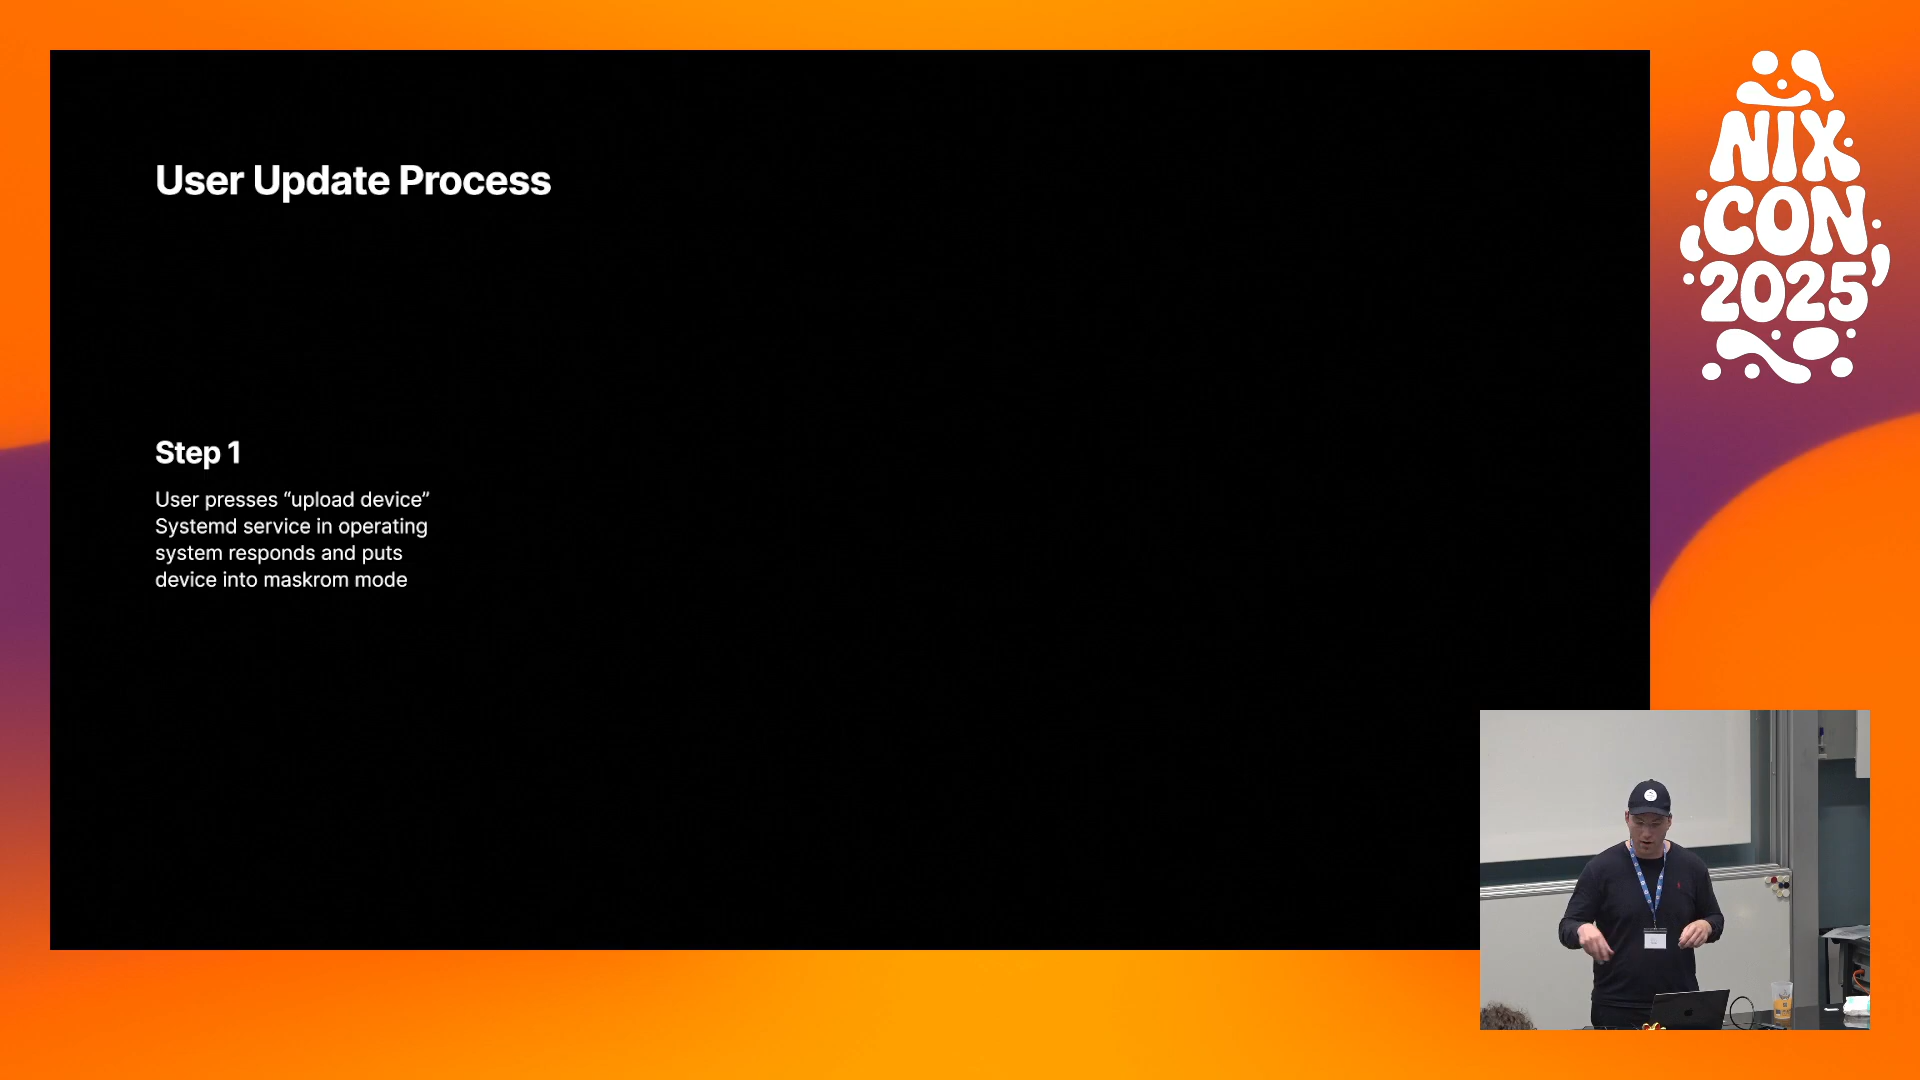 User Update Process
Step 1
User presses “upload device”
Systemd service in operating
system responds and puts
device into maskrom mode
NIX
CON
2025